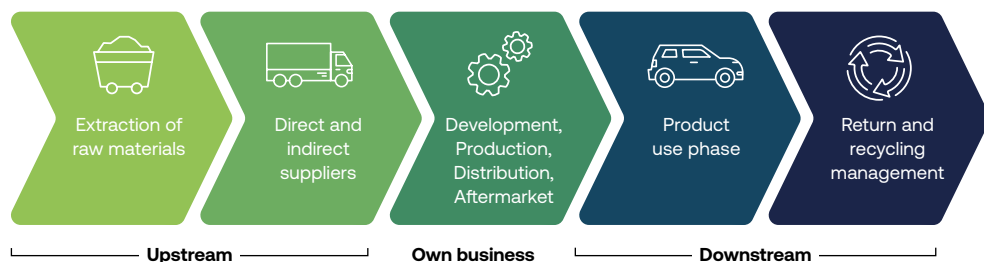 Extraction of
raw materials
Direct and
indirect
suppliers
Development,
Production,
Distribution,
Aftermarket
Product
use phase
Return and
recycling
management
Upstream
Own business
Downstream